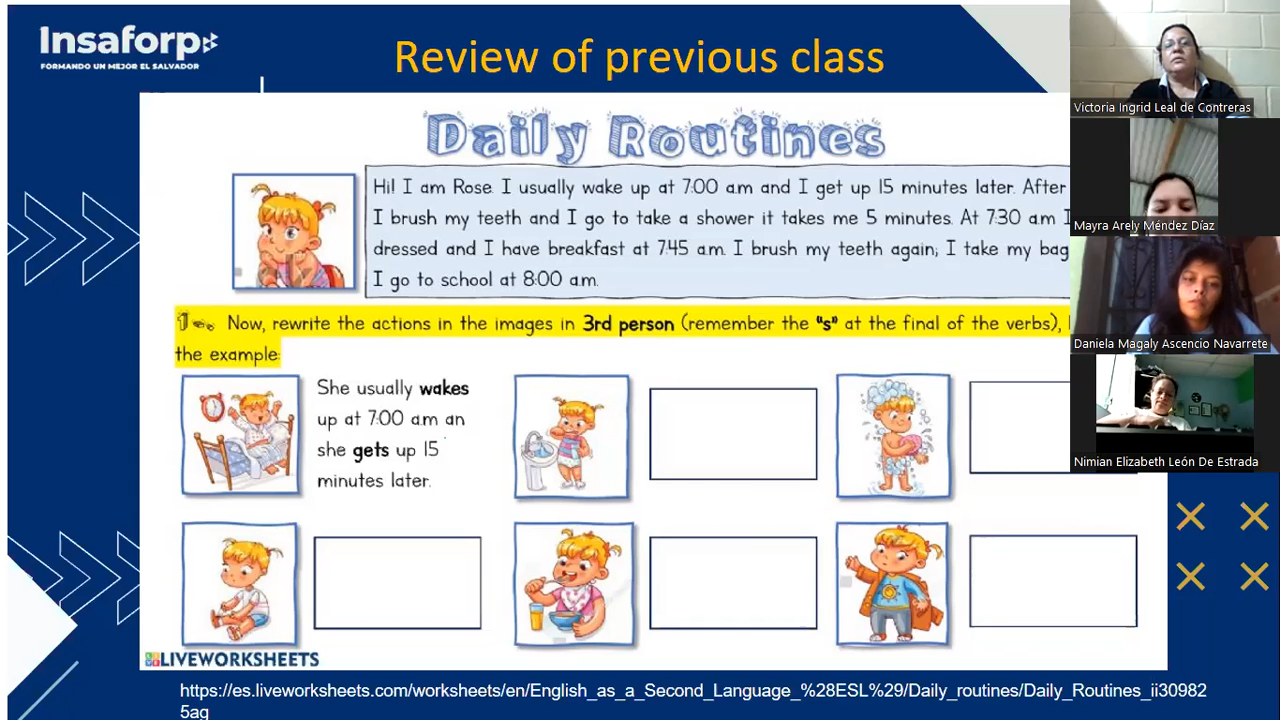 Insaforp
FORMANDO UN MEJOR EL SALVADOR
Review of previous class
Daily Routines
Hi! I am Rose. I usually wake up at 7:00 a.m and I get up 15 minutes later. After
I brush my teeth and I go to take a shower it takes me 5 minutes. At 7:30 a.m I
dressed and I have breakfast at 7:45 a.m. I brush my teeth again; I take my bag
I go to school at 8:00 a.m.
1 Now, rewrite the actions in the images in 3rd person (remember the "s" at the final of the verbs),
the example:
She usually wakes
up at 7:00 a.m an
she gets up 15
minutes later.
LIVEWORKSHEETS
https://es.liveworksheets.com/worksheets/en/English_as_a_Second_Language_%28ESL%29/Daily_routines/Daily_Routines_ii30982
5ag
Victoria Ingrid Leal de Contreras
Mayra Arely Méndez Díaz
Daniela Magaly Ascencio Navarrete
Nimian Elizabeth León De Estrada